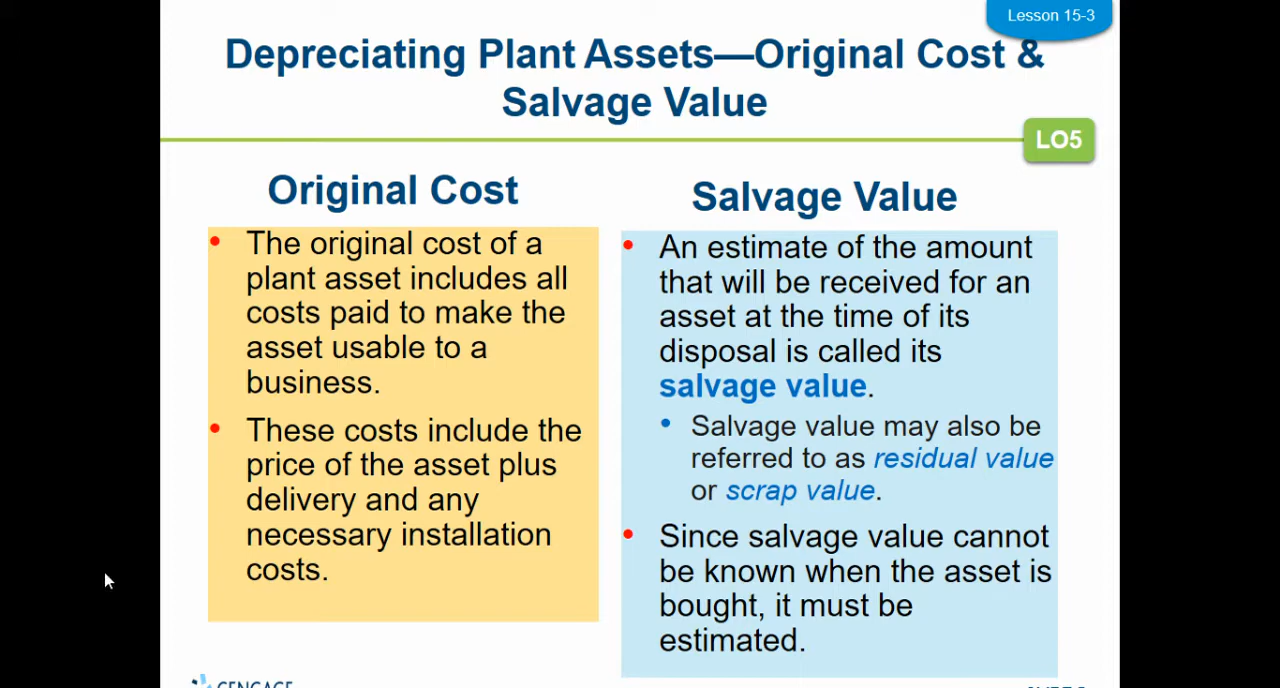 Lesson 15-3
Depreciating Plant Assets—Original Cost &
Salvage Value
LO5
Original Cost
• The original cost of a
plant asset includes all
costs paid to make the
asset usable to a
business.
• These costs include the
price of the asset plus
delivery and any
necessary installation
costs.
Salvage Value
• An estimate of the amount
that will be received for an
asset at the time of its
disposal is called its
salvage value.
• Salvage value may also be
referred to as residual value
or scrap value.
• Since salvage value cannot
be known when the asset is
bought, it must be
estimated.
CENGAGE